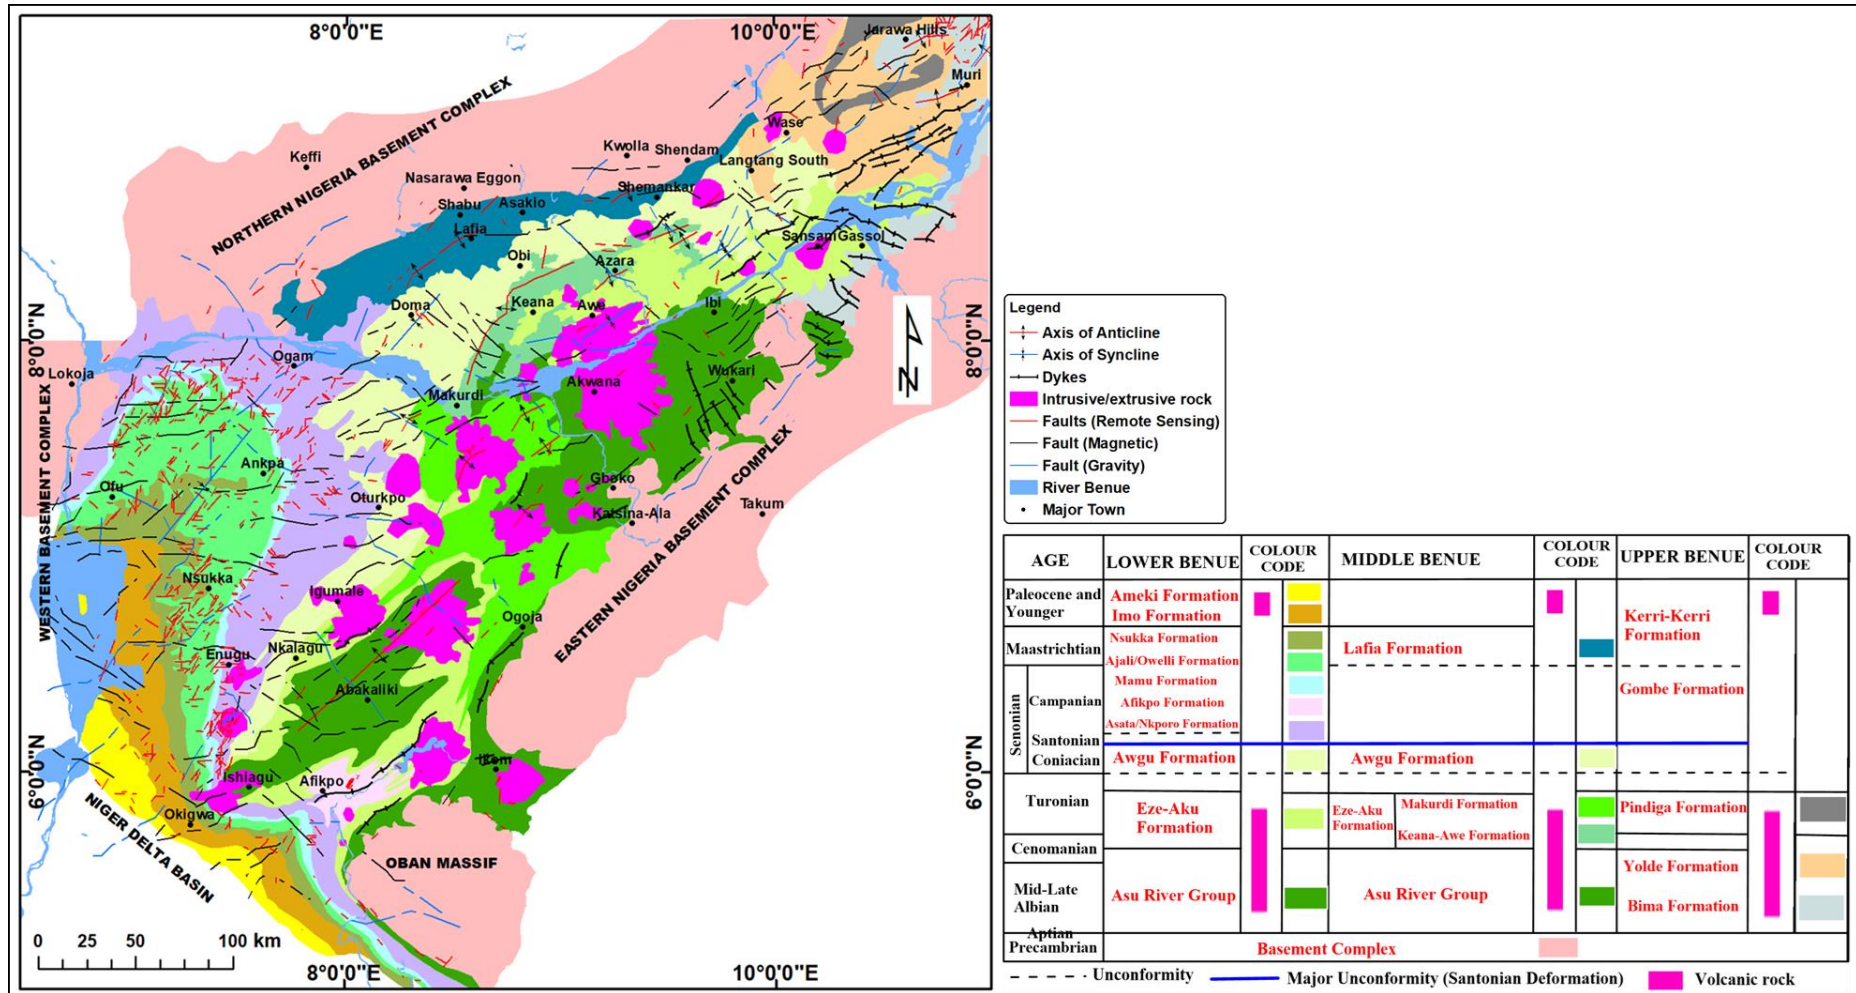 8°0'0"E
10°0'0"E
Jarawa Hills
Muri
NORTHERN NIGERIA BASEMENT COMPLEX
Wase
Keffi
Kwolla
Shendam
Langtang South
Nasarawa Eggon
Shemankar
Shabu
Asakio
Lafia
Sansani
Gassol
Obi
Azara
Doma
Keana
Awe
Ibi
8°0'0"N
8°0'0"N
Ogam
Lokoja
Akwana
Wukari
Makurdi
WESTERN BASEMENT COMPLEX
Ankpa
Ofu
Oturkpo
Gboko
Katsina-Ala
Takum
EASTERN NIGERIA BASEMENT COMPLEX
Nsukka
Igumale
Ogoja
Enugu
Nkalagu
Abakaliki
6°0'0"N
6°0'0"N
Ishiagu
Afikpo
Okigwa
NIGER DELTA BASIN
OBAN MASSIF
0 25 50 100 km
8°0'0"E
10°0'0"E
N
Legend
Axis of Anticline
Axis of Syncline
Dykes
Intrusive/extrusive rock
Faults (Remote Sensing)
Fault (Magnetic)
Fault (Gravity)
River Benue
Major Town
AGE LOWER BENUE COLOUR CODE MIDDLE BENUE COLOUR CODE UPPER BENUE COLOUR CODE
Paleocene and Younger
Ameki Formation
Imo Formation
Kerri-Kerri Formation
Maastrichtian
Nsukka Formation
Ajali/Owelli Formation
Lafia Formation
Senonian
Campanian
Mamu Formation
Afikpo Formation
Asata/Nkporo Formation
Gombe Formation
Santonian
Coniacian
Awgu Formation
Awgu Formation
Turonian
Eze-Aku Formation
Eze-Aku Formation
Makurdi Formation
Keana-Awe Formation
Pindiga Formation
Cenomanian
Yolde Formation
Mid-Late Albian
Asu River Group
Asu River Group
Bima Formation
Aptian
Precambrian
Basement Complex
Unconformity
Major Unconformity (Santonian Deformation)
Volcanic rock